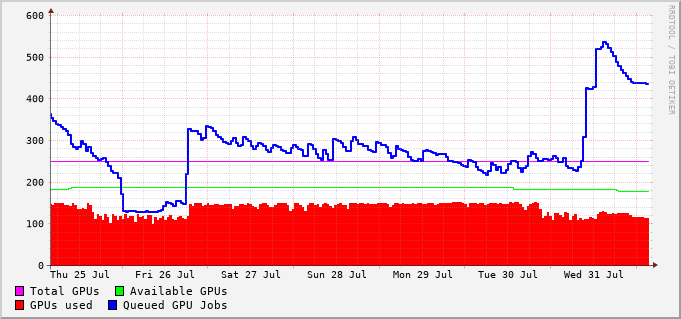 600
500
400
300
200
100
0
Thu 25 Jul Fri 26 Jul Sat 27 Jul Sun 28 Jul Mon 29 Jul Tue 30 Jul Wed 31 Jul
Total GPUs Available GPUs
GPUs used Queued GPU Jobs
RRDTOOL / TOBI OETIKER